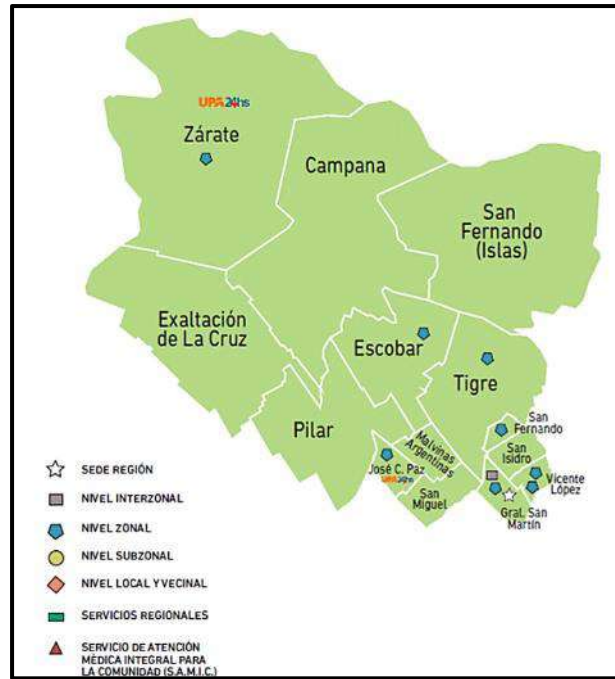 UPA24hs
Zárate
Campana
San
Fernando
(Islas)
Exaltación
de La Cruz
Escobar
Tigre
Pilar
Malvinas
Argentinas
San
Fernando
San
Isidro
José C. Paz
UPA24hs
San
Miguel
Vicente
López
Gral. San
Martín
SEDE REGIÓN
NIVEL INTERZONAL
NIVEL ZONAL
NIVEL SUBZONAL
NIVEL LOCAL Y VECINAL
SERVICIOS REGIONALES
SERVICIO DE ATENCIÓN
MÉDICA INTEGRAL PARA
LA COMUNIDAD (S.A.M.I.C.)